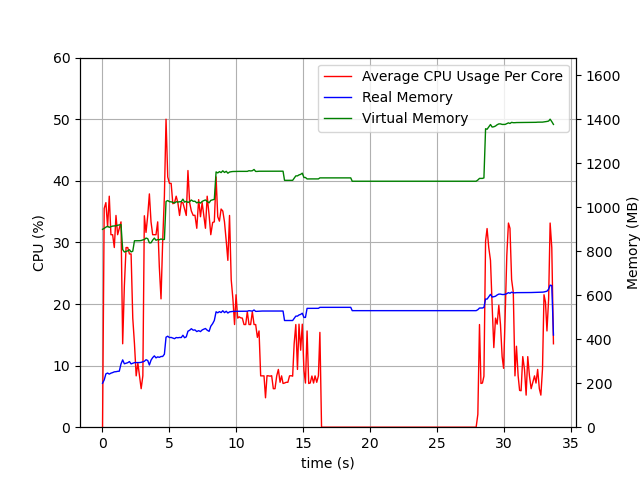 Average CPU Usage Per Core
Real Memory
Virtual Memory
60
50
40
30
20
10
0
CPU (%)
1600
1400
1200
1000
800
600
400
200
0
Memory (MB)
0 5 10 15 20 25 30 35
time (s)